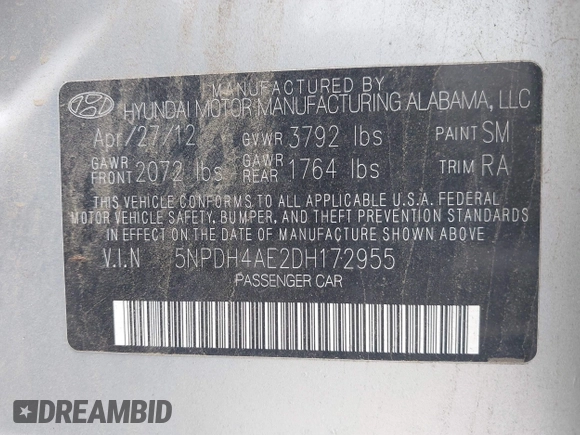 MANUFACTURED BY
HYUNDAI MOTOR MANUFACTURING ALABAMA, LLC
Apr/27/12 GVWR 3792 lbs PAINT SM
GAWR FRONT 2072 lbs GAWR REAR 1764 lbs TRIM RA
THIS VEHICLE CONFORMS TO ALL APPLICABLE U.S.A. FEDERAL
MOTOR VEHICLE SAFETY, BUMPER, AND THEFT PREVENTION STANDARDS
IN EFFECT ON THE DATE OF MANUFACTURE SHOWN ABOVE
V.I.N 5NPDH4AE2DH172955
PASSENGER CAR
DREAMBID